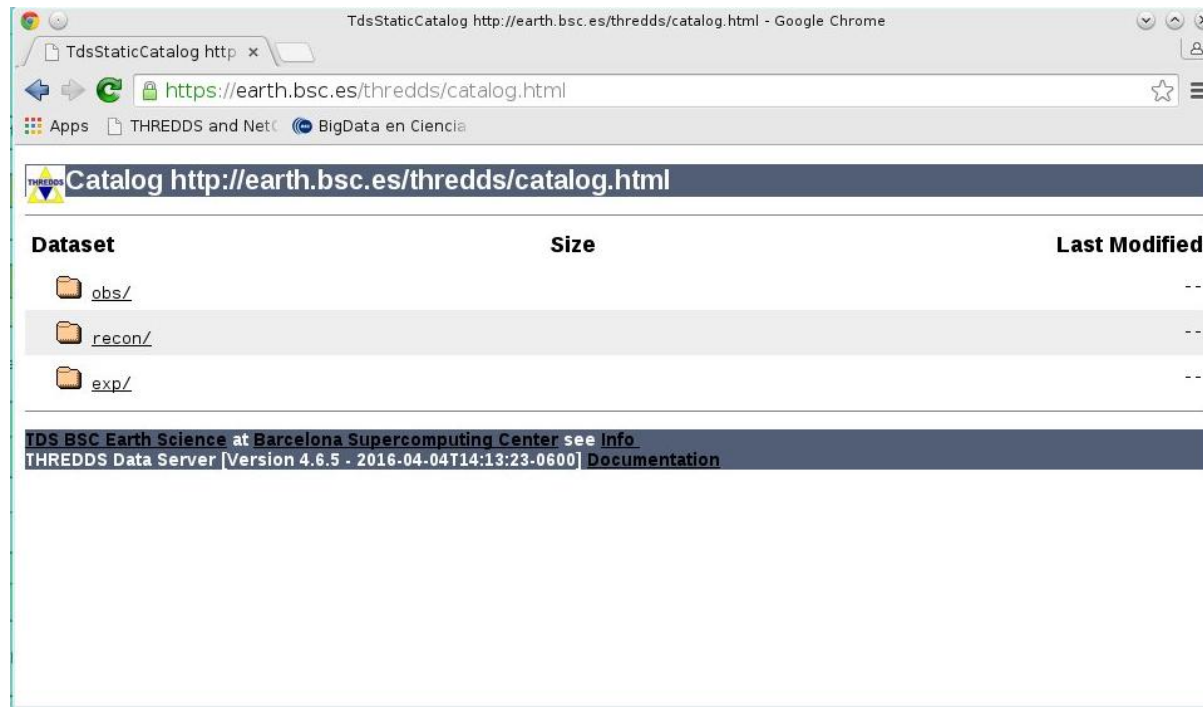 TdsStaticCatalog http://earth.bsc.es/thredds/catalog.html - Google Chrome
TdsStaticCatalog http
https://earth.bsc.es/thredds/catalog.html
Apps THREDDS and Net BigData en Ciencia
THREDDS Catalog http://earth.bsc.es/thredds/catalog.html
Dataset Size Last Modified
obs/ --
recon/ --
exp/ --
TDS BSC Earth Science at Barcelona Supercomputing Center see Info
THREDDS Data Server [Version 4.6.5 - 2016-04-04T14:13:23-0600] Documentation